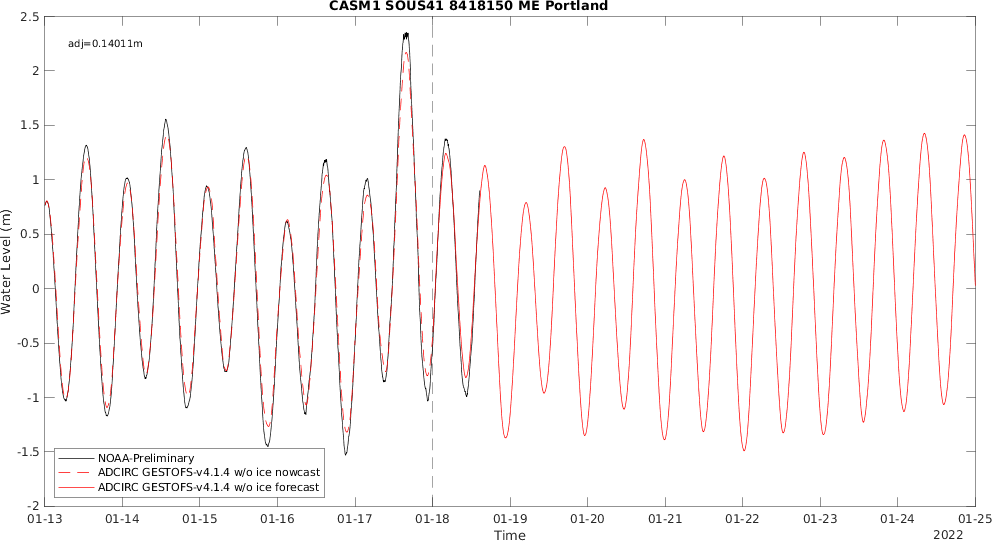 CASM1 SOUS41 8418150 ME Portland
2.5
adj=0.14011m
2
1.5
1
0.5
0
-0.5
-1
-1.5
-2
Water Level (m)
NOAA-Preliminary
ADCIRC GESTOFS-v4.1.4 w/o ice nowcast
ADCIRC GESTOFS-v4.1.4 w/o ice forecast
01-13 01-14 01-15 01-16 01-17 01-18 01-19 01-20 01-21 01-22 01-23 01-24 01-25
Time
2022